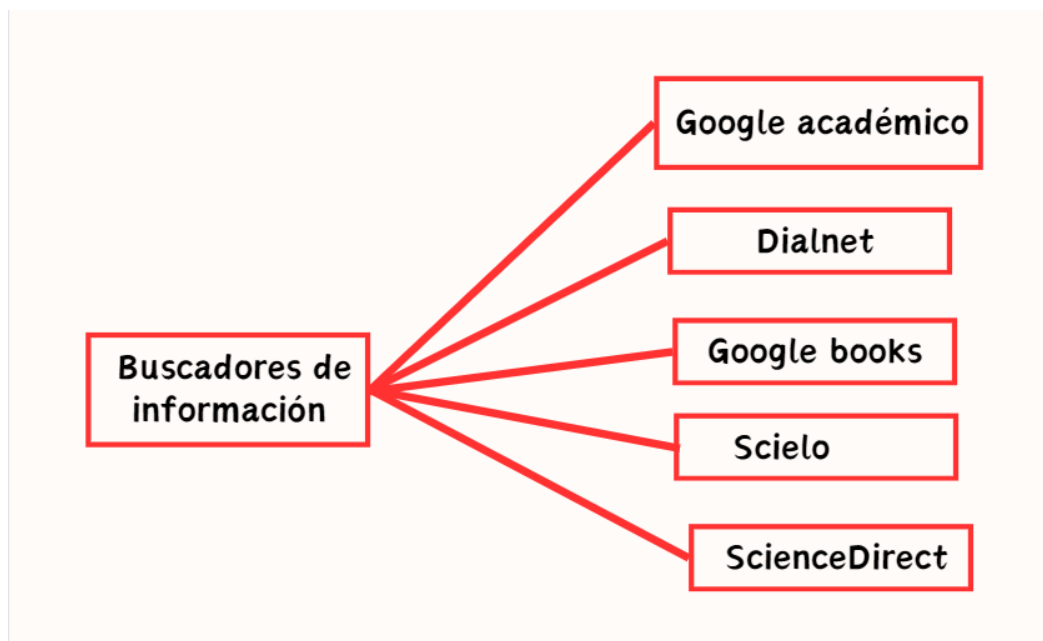 Google académico
Dialnet
Google books
Buscadores de
información
Scielo
ScienceDirect